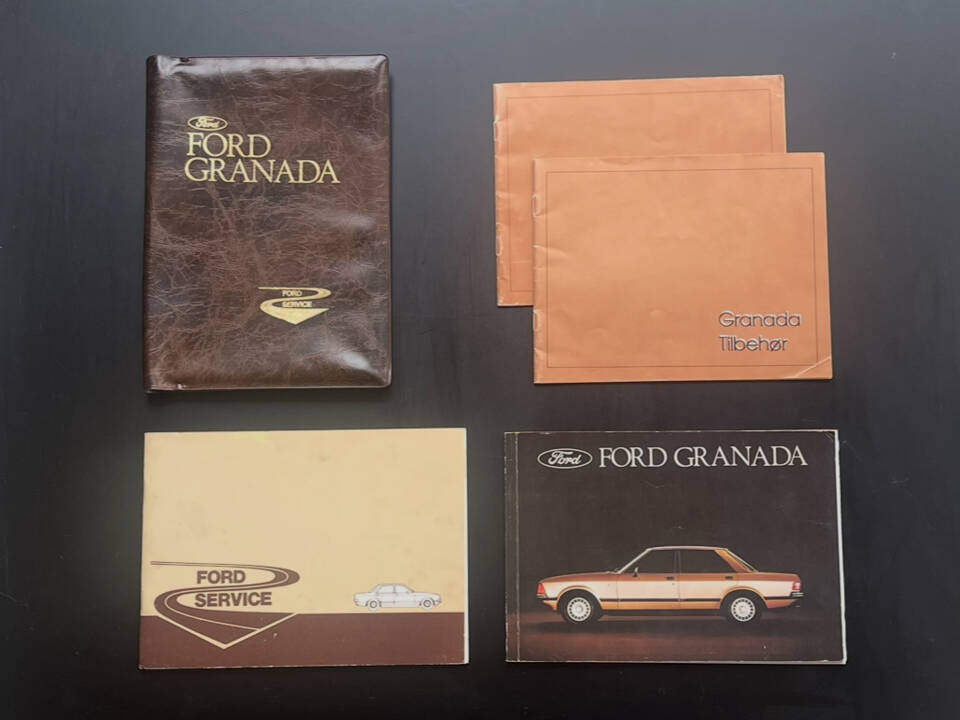 Ford
FORD
GRANADA
FORD
SERVICE
Granada
Tilbehør
FORD
SERVICE
Ford FORD GRANADA